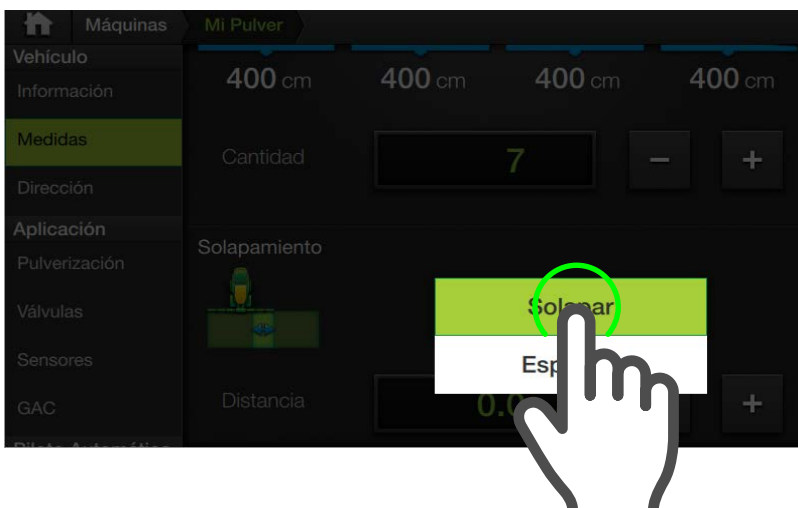 Máquinas Mi Pulver
Vehículo
Información
Medidas
Dirección
Aplicación
Pulverización
Válvulas
Sensores
GAC
400 cm 400 cm 400 cm 400 cm
Cantidad 7 - +
Solapamiento
Solapar
Distancia +